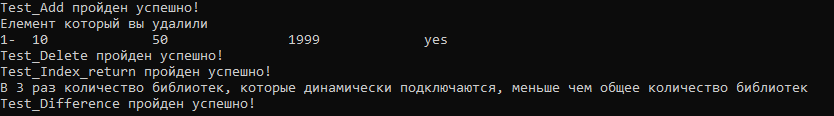 Test_Add пройден успешно!
Елемент который вы удалили
1-  10             50               1999             yes
Test_Delete пройден успешно!
Test_Index_return пройден успешно!
В 3 раз количество библиотек, которые динамически подключаются, меньше чем общее количество библиотек
Test_Difference пройден успешно!